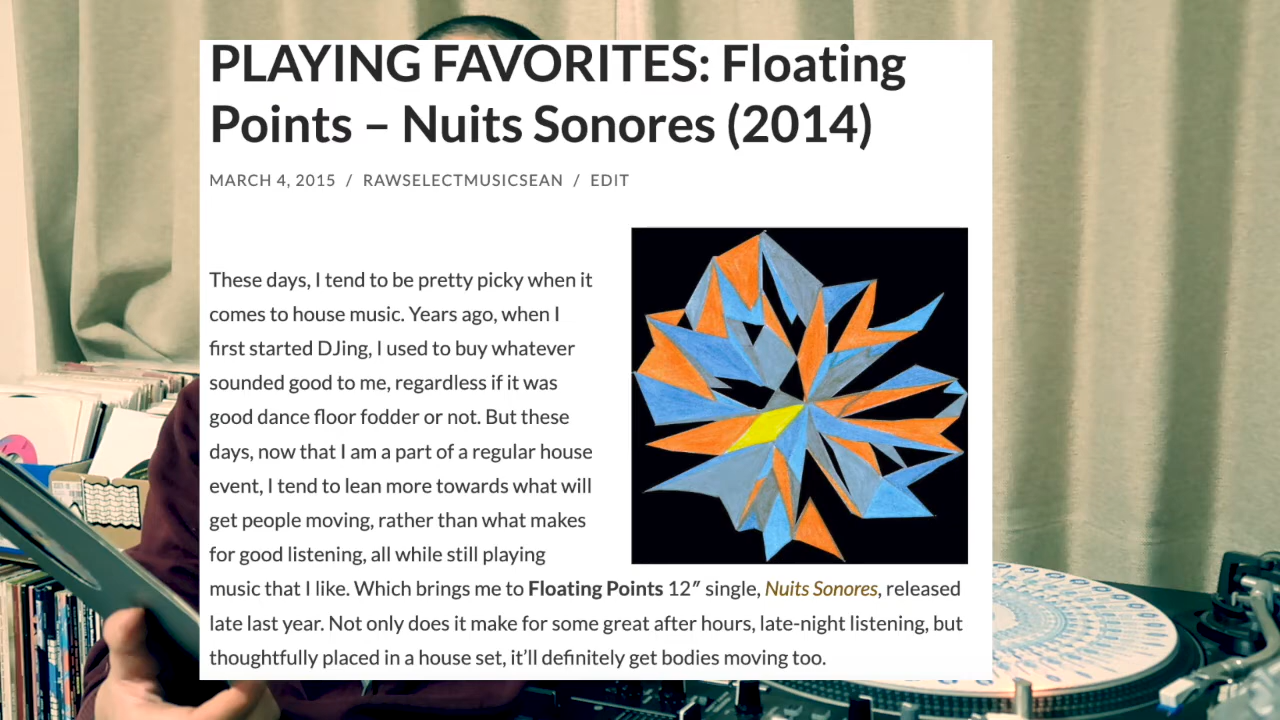 PLAYING FAVORITES: Floating
Points – Nuits Sonores (2014)
MARCH 4, 2015 / RAWSELECTMUSICSEAN / EDIT
These days, I tend to be pretty picky when it
comes to house music. Years ago, when I
first started DJing, I used to buy whatever
sounded good to me, regardless if it was
good dance floor fodder or not. But these
days, now that I am a part of a regular house
event, I tend to lean more towards what will
get people moving, rather than what makes
for good listening, all while still playing
music that I like. Which brings me to Floating Points 12″ single, Nuits Sonores, released
late last year. Not only does it make for some great after hours, late-night listening, but
thoughtfully placed in a house set, it’ll definitely get bodies moving too.